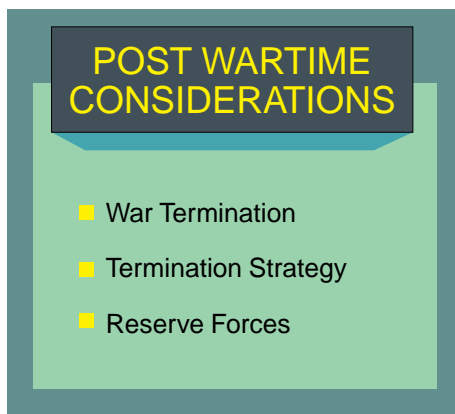 POST WARTIME
CONSIDERATIONS
War Termination
Termination Strategy
Reserve Forces